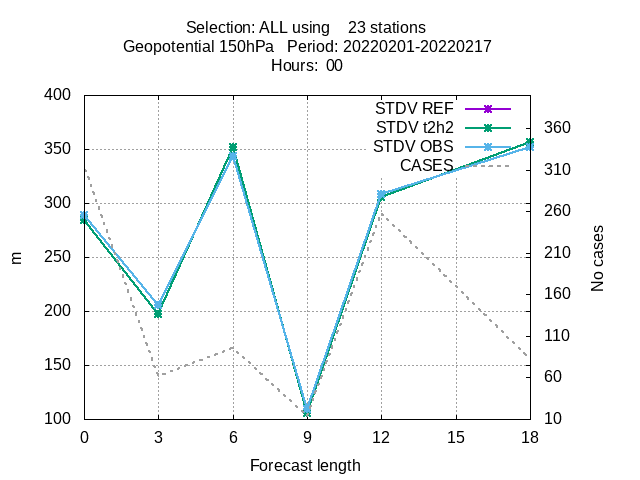 Selection: ALL using 23 stations
Geopotential 150hPa Period: 20220201-20220217
Hours: 00
400
350
300
250
200
150
100
m
STDV REF
STDV t2h2
STDV OBS
CASES
360
310
260
210
160
110
60
10
No cases
0 3 6 9 12 15 18
Forecast length